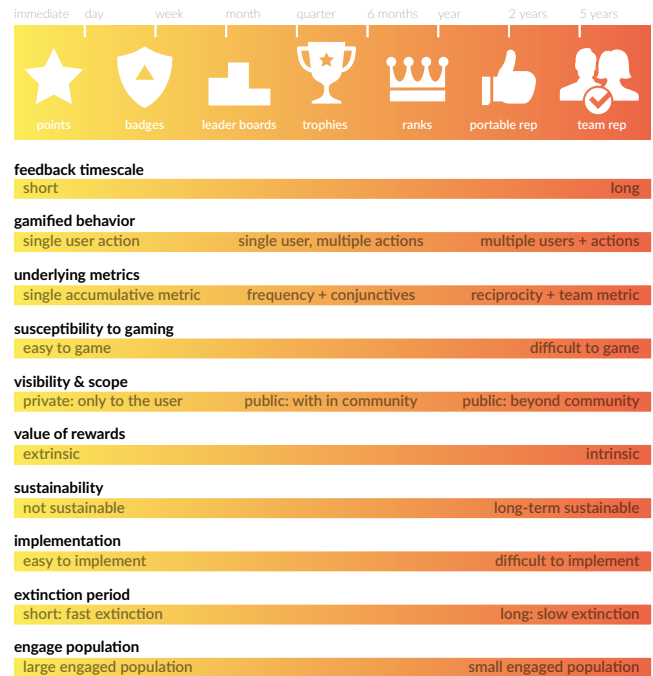 immediate day week month quarter 6 months year 2 years 5 years
points badges leader boards trophies ranks portable rep team rep
feedback timescale
short long
gamified behavior
single user action single user, multiple actions multiple users + actions
underlying metrics
single accumulative metric frequency + conjunctives reciprocity + team metric
susceptibility to gaming
easy to game difficult to game
visibility & scope
private: only to the user public: with in community public: beyond community
value of rewards
extrinsic intrinsic
sustainability
not sustainable long-term sustainable
implementation
easy to implement difficult to implement
extinction period
short: fast extinction long: slow extinction
engage population
large engaged population small engaged population